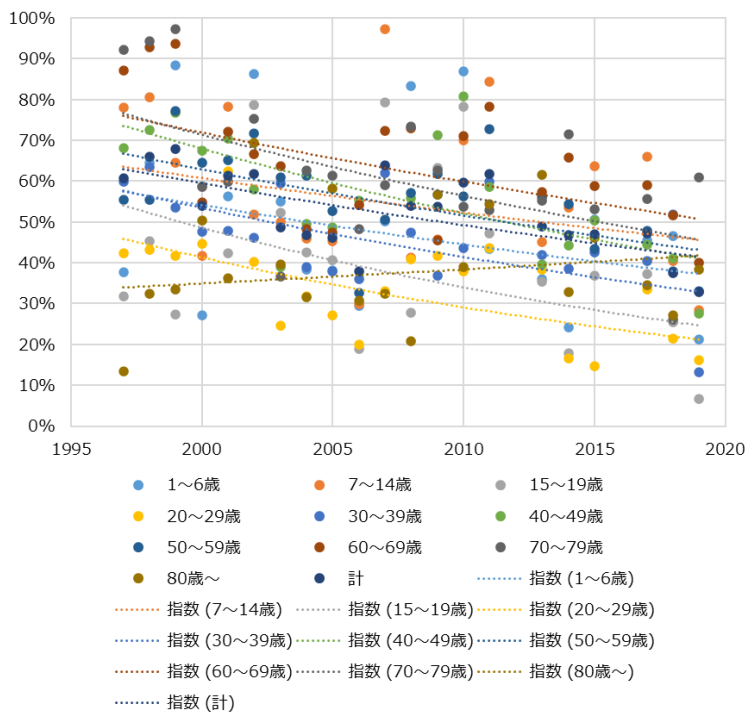 100%
90%
80%
70%
60%
50%
40%
30%
20%
10%
0%
1995 2000 2005 2010 2015 2020
1～6歳 7～14歳 15～19歳
20～29歳 30～39歳 40～49歳
50～59歳 60～69歳 70～79歳
80歳～ 計 指数 (1～6歳)
指数 (7～14歳) 指数 (15～19歳) 指数 (20～29歳)
指数 (30～39歳) 指数 (40～49歳) 指数 (50～59歳)
指数 (60～69歳) 指数 (70～79歳) 指数 (80歳～)
指数 (計)